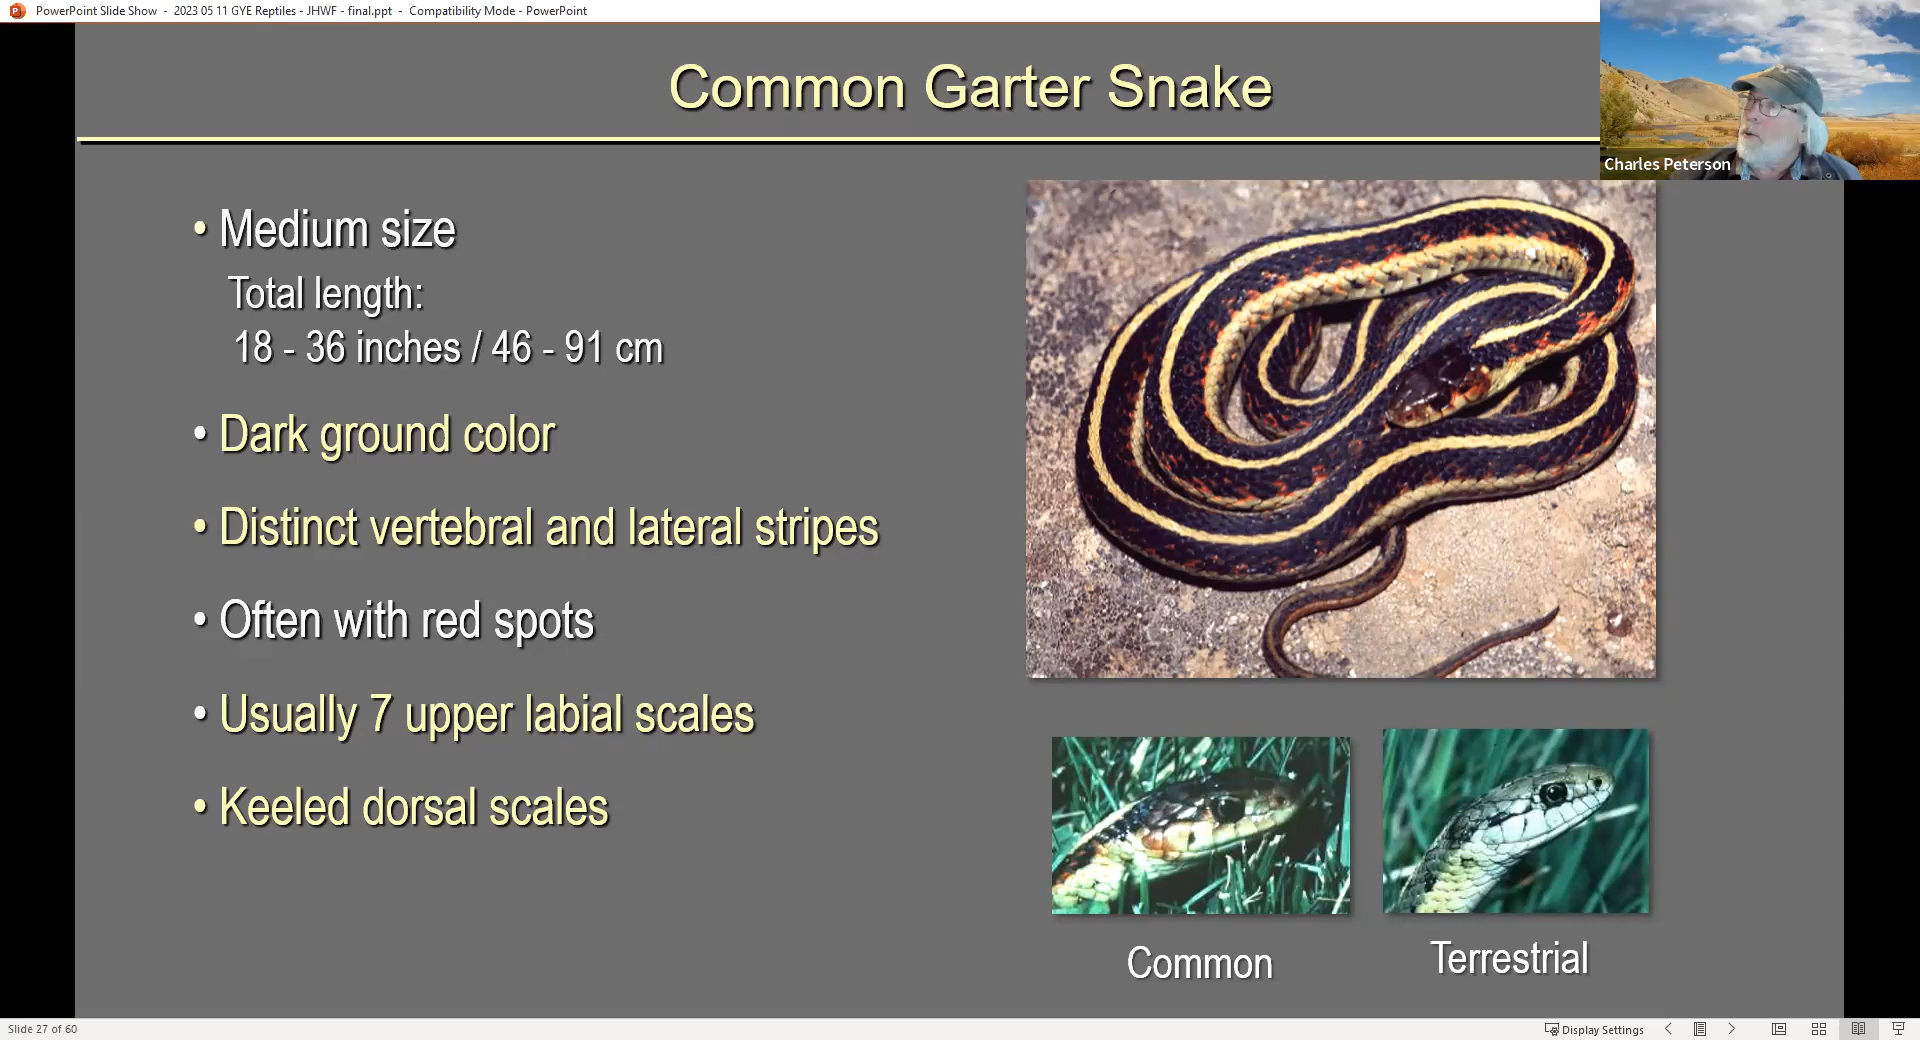 PowerPoint Slide Show - 2023 05 11 GYE Reptiles - JHWF - final.ppt - Compatibility Mode - PowerPoint
Common Garter Snake
Charles Peterson
• Medium size
Total length:
18 - 36 inches / 46 - 91 cm
• Dark ground color
• Distinct vertebral and lateral stripes
• Often with red spots
• Usually 7 upper labial scales
• Keeled dorsal scales
Common
Terrestrial
Slide 27 of 60
Display Settings